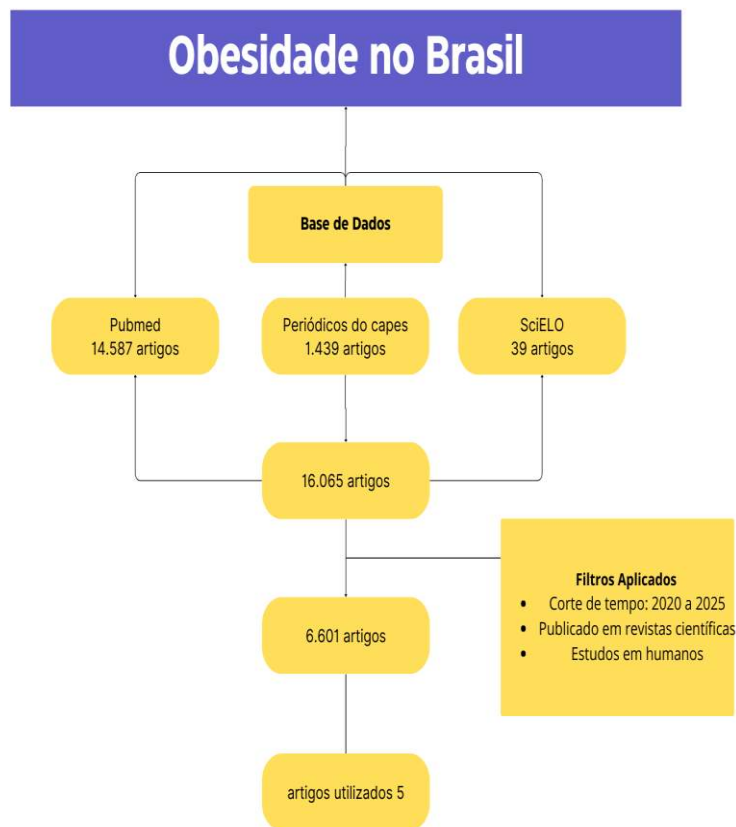 Obesidade no Brasil
Base de Dados
Pubmed
14.587 artigos
Periódicos do capes
1.439 artigos
SciELO
39 artigos
16.065 artigos
Filtros Aplicados
• Corte de tempo: 2020 a 2025
• Publicado em revistas científicas
• Estudos em humanos
6.601 artigos
artigos utilizados 5